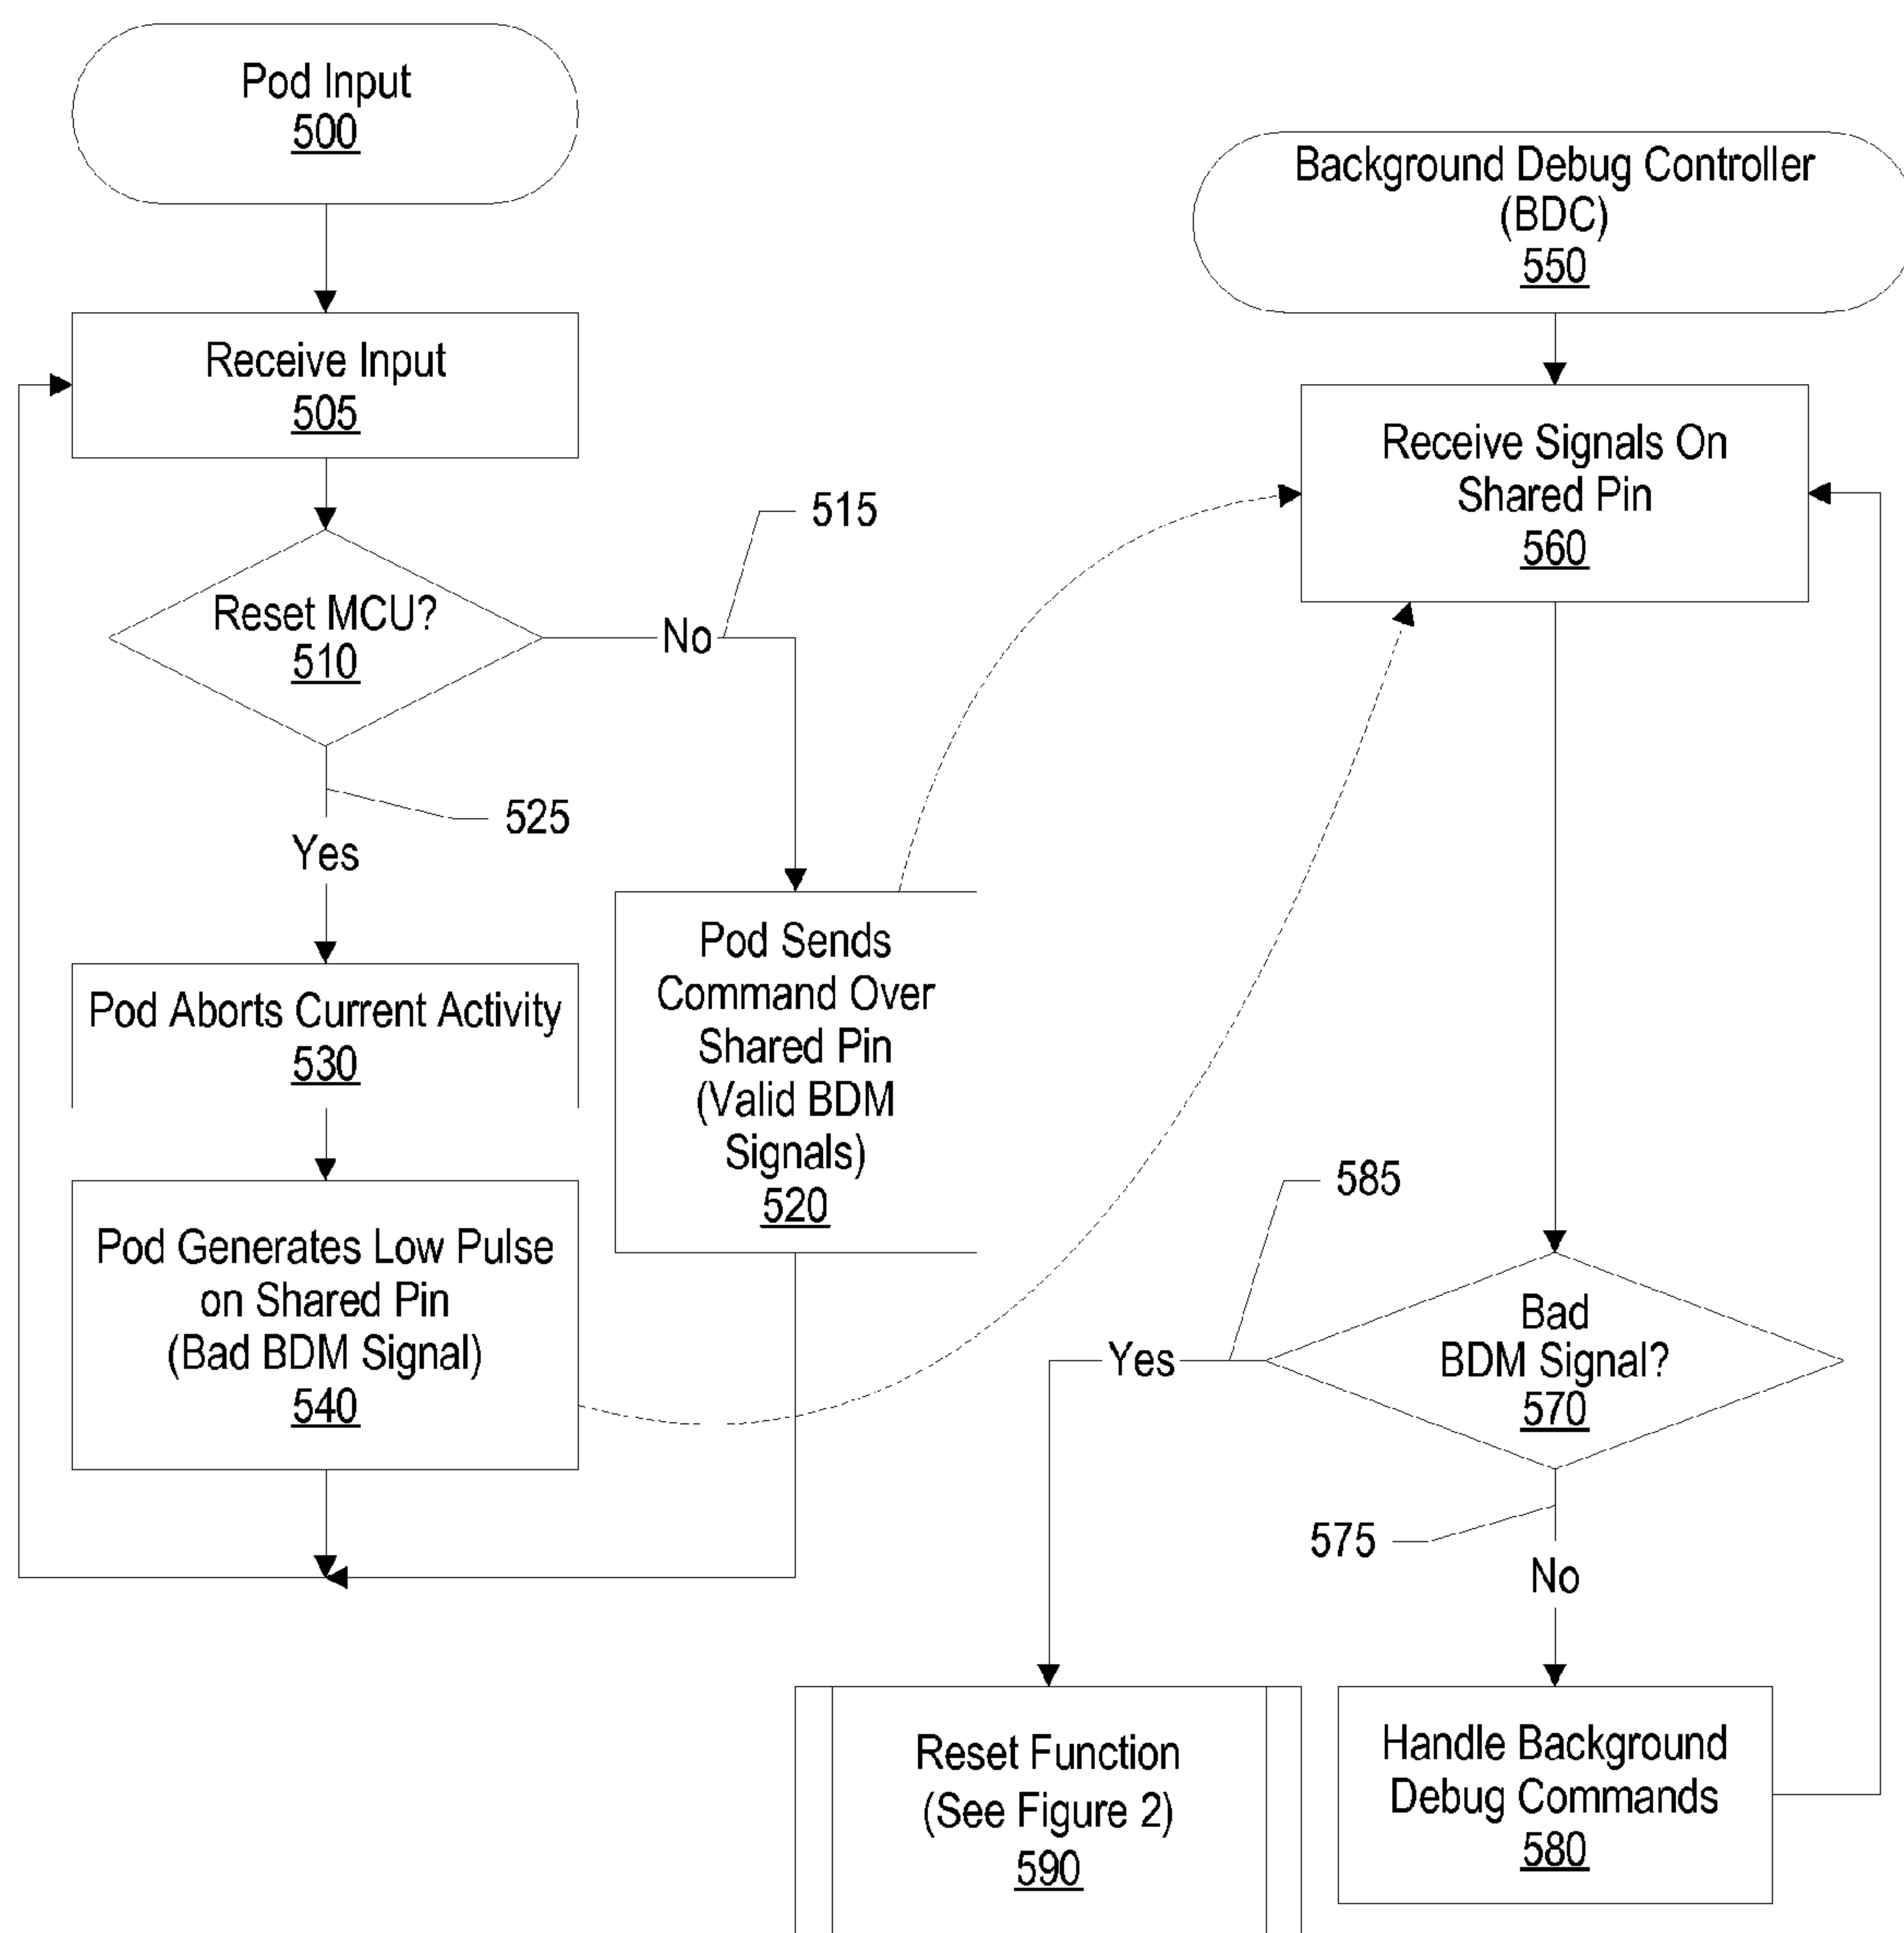 Pod Input
500
Receive Input
505
Reset MCU?
510
No
515
525
Yes
Pod Aborts Current Activity
530
Pod Generates Low Pulse
on Shared Pin
(Bad BDM Signal)
540
Pod Sends
Command Over
Shared Pin
(Valid BDM
Signals)
520
Background Debug Controller
(BDC)
550
Receive Signals On
Shared Pin
560
Bad
BDM Signal?
570
585
Yes
575
No
Reset Function
(See Figure 2)
590
Handle Background
Debug Commands
580